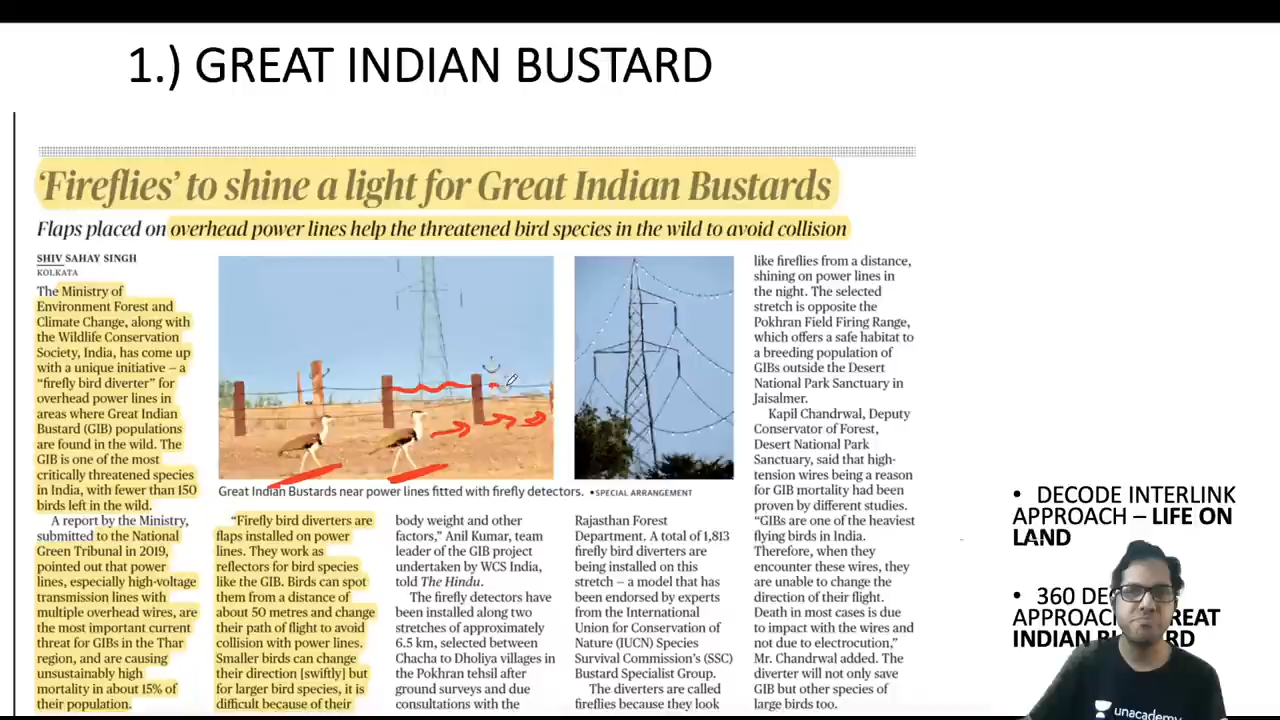 1.) GREAT INDIAN BUSTARD
‘Fireflies’ to shine a light for Great Indian Bustards
Flaps placed on overhead power lines help the threatened bird species in the wild to avoid collision
SHIV SAHAY SINGH
KOLKATA
The Ministry of
Environment Forest and
Climate Change, along with
the Wildlife Conservation
Society, India, has come up
with a unique initiative – a
“firefly bird diverter” for
overhead power lines in
areas where Great Indian
Bustard (GIB) populations
are found in the wild. The
GIB is one of the most
critically threatened species
in India, with fewer than 150
birds left in the wild.
A report by the Ministry,
submitted to the National
Green Tribunal in 2019,
pointed out that power
lines, especially high-voltage
transmission lines with
multiple overhead wires, are
the most important current
threat for GIBs in the Thar
region, and are causing
unsustainably high
mortality in about 15% of
their population.
Great Indian Bustards near power lines fitted with firefly detectors. •SPECIAL ARRANGEMENT
“Firefly bird diverters are
flaps installed on power
lines. They work as
reflectors for bird species
like the GIB. Birds can spot
them from a distance of
about 50 metres and change
their path of flight to avoid
collision with power lines.
Smaller birds can change
their direction [swiftly] but
for larger bird species, it is
difficult because of their
body weight and other
factors,” Anil Kumar, team
leader of the GIB project
undertaken by WCS India,
told The Hindu.
The firefly detectors have
been installed along two
stretches of approximately
6.5 km, selected between
Chacha to Dholiya villages in
the Pokhran tehsil after
ground surveys and due
consultations with the
Rajasthan Forest
Department. A total of 1,813
firefly bird diverters are
being installed on this
stretch – a model that has
been endorsed by experts
from the International
Union for Conservation of
Nature (IUCN) Species
Survival Commission’s (SSC)
Bustard Specialist Group.
The diverters are called
fireflies because they look
like fireflies from a distance,
shining on power lines in
the night. The selected
stretch is opposite the
Pokhran Field Firing Range,
which offers a safe habitat to
a breeding population of
GIBs outside the Desert
National Park Sanctuary in
Jaisalmer.
Kapil Chandrwal, Deputy
Conservator of Forest,
Desert National Park
Sanctuary, said that high-
tension wires being a reason
for GIB mortality had been
proven by different studies.
“GIBs are one of the heaviest
flying birds in India.
Therefore, when they
encounter these wires, they
are unable to change the
direction of their flight.
Death in most cases is due
to impact with the wires and
not due to electrocution,”
Mr. Chandrwal added. The
diverter will not only save
GIB but other species of
large birds too.
• DECODE INTERLINK
APPROACH – LIFE ON
LAND
• 360
INDIAN
unacademy